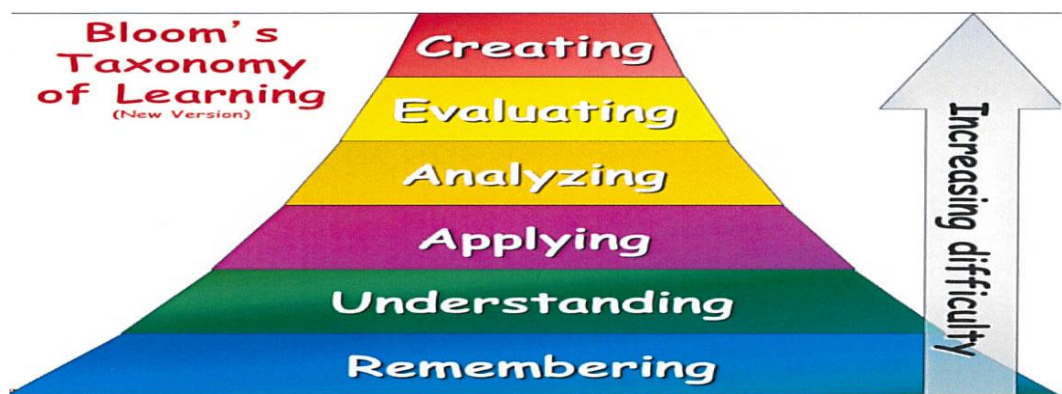 Bloom's
Taxonomy
of Learning
(New Version)
Creating
Evaluating
Analyzing
Applying
Understanding
Remembering
Increasing difficulty